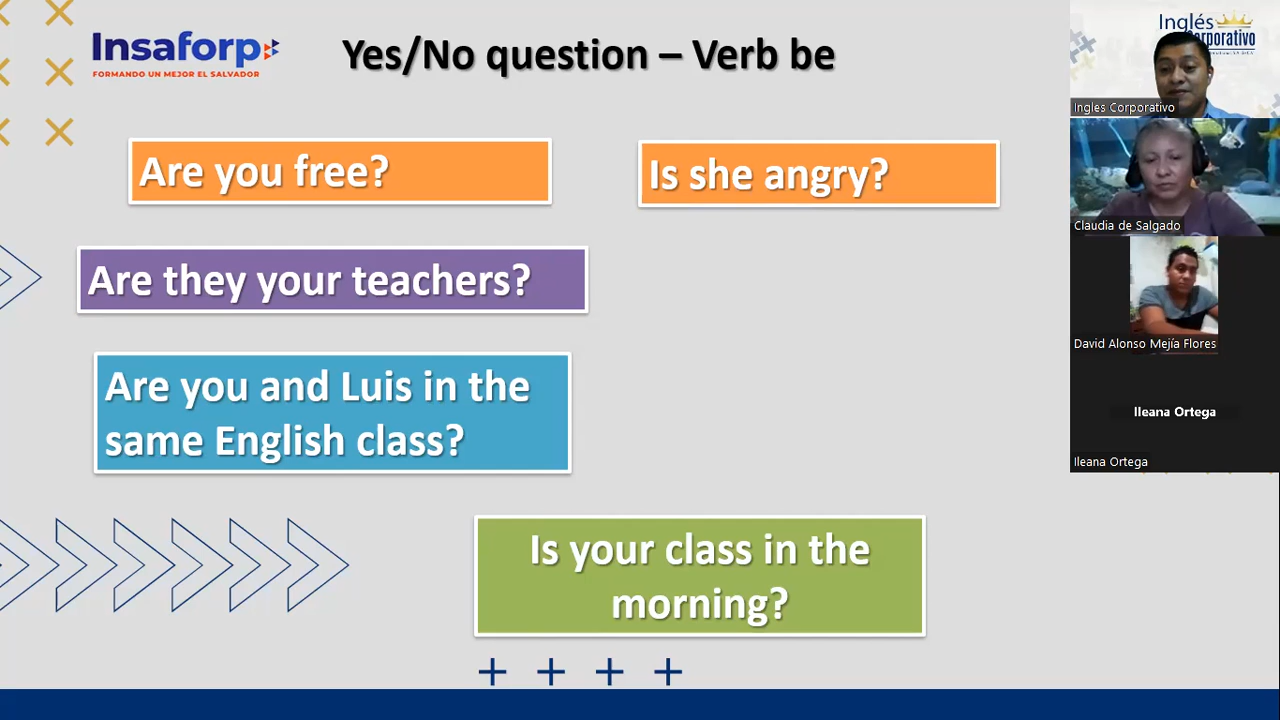 Insaforp
FORMANDO UN MEJOR EL SALVADOR
Yes/No question – Verb be
Are you free?
Is she angry?
Are they your teachers?
Are you and Luis in the
same English class?
Is your class in the
morning?
Inglés
Corporativo
Ingles Corporativo
Claudia de Salgado
David Alonso Mejía Flores
Ileana Ortega
Ileana Ortega